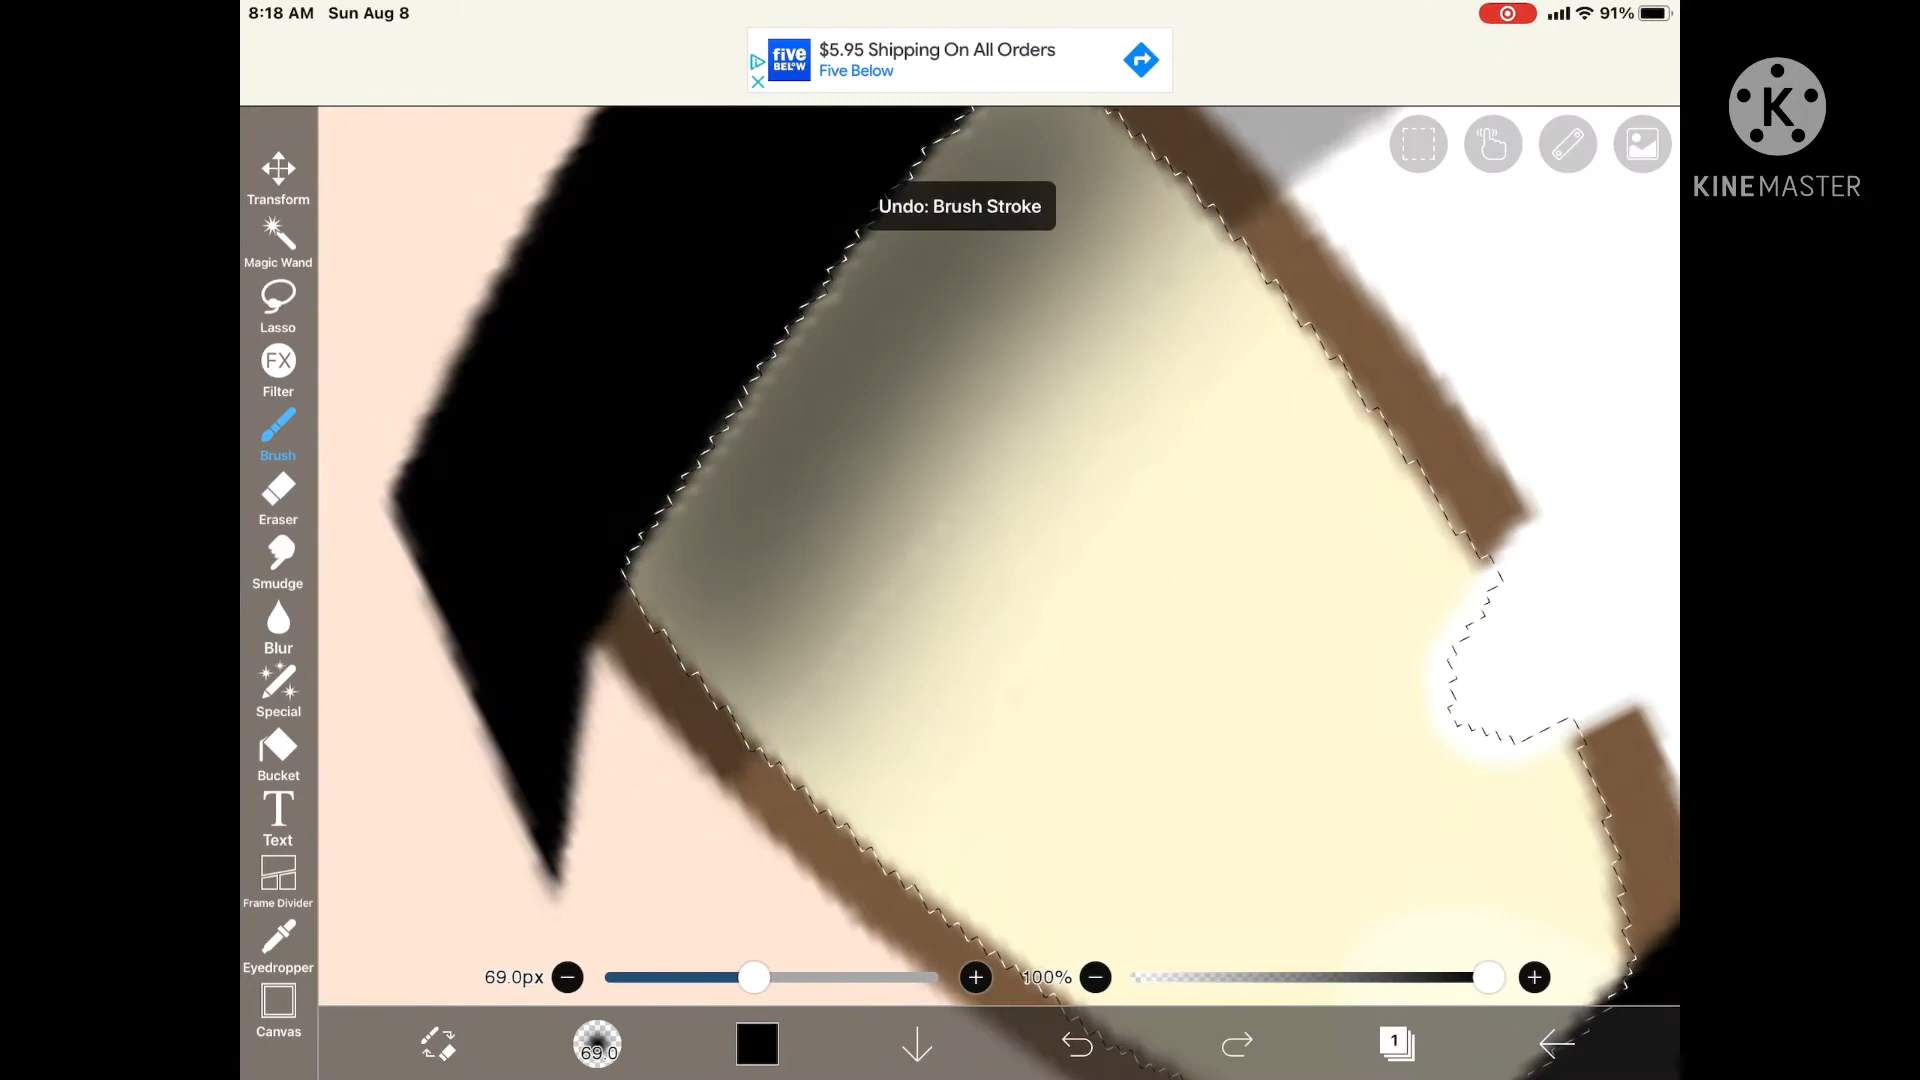 8:18 AM Sun Aug 8
91%
five
BEL°W
$5.95 Shipping On All Orders
Five Below
K
KINEMASTER
Transform
Magic Wand
Lasso
FX
Filter
Brush
Eraser
Smudge
Blur
Special
Bucket
T
Text
Frame Divider
Eyedropper
Canvas
Undo: Brush Stroke
69.0px
100%
69.0
1